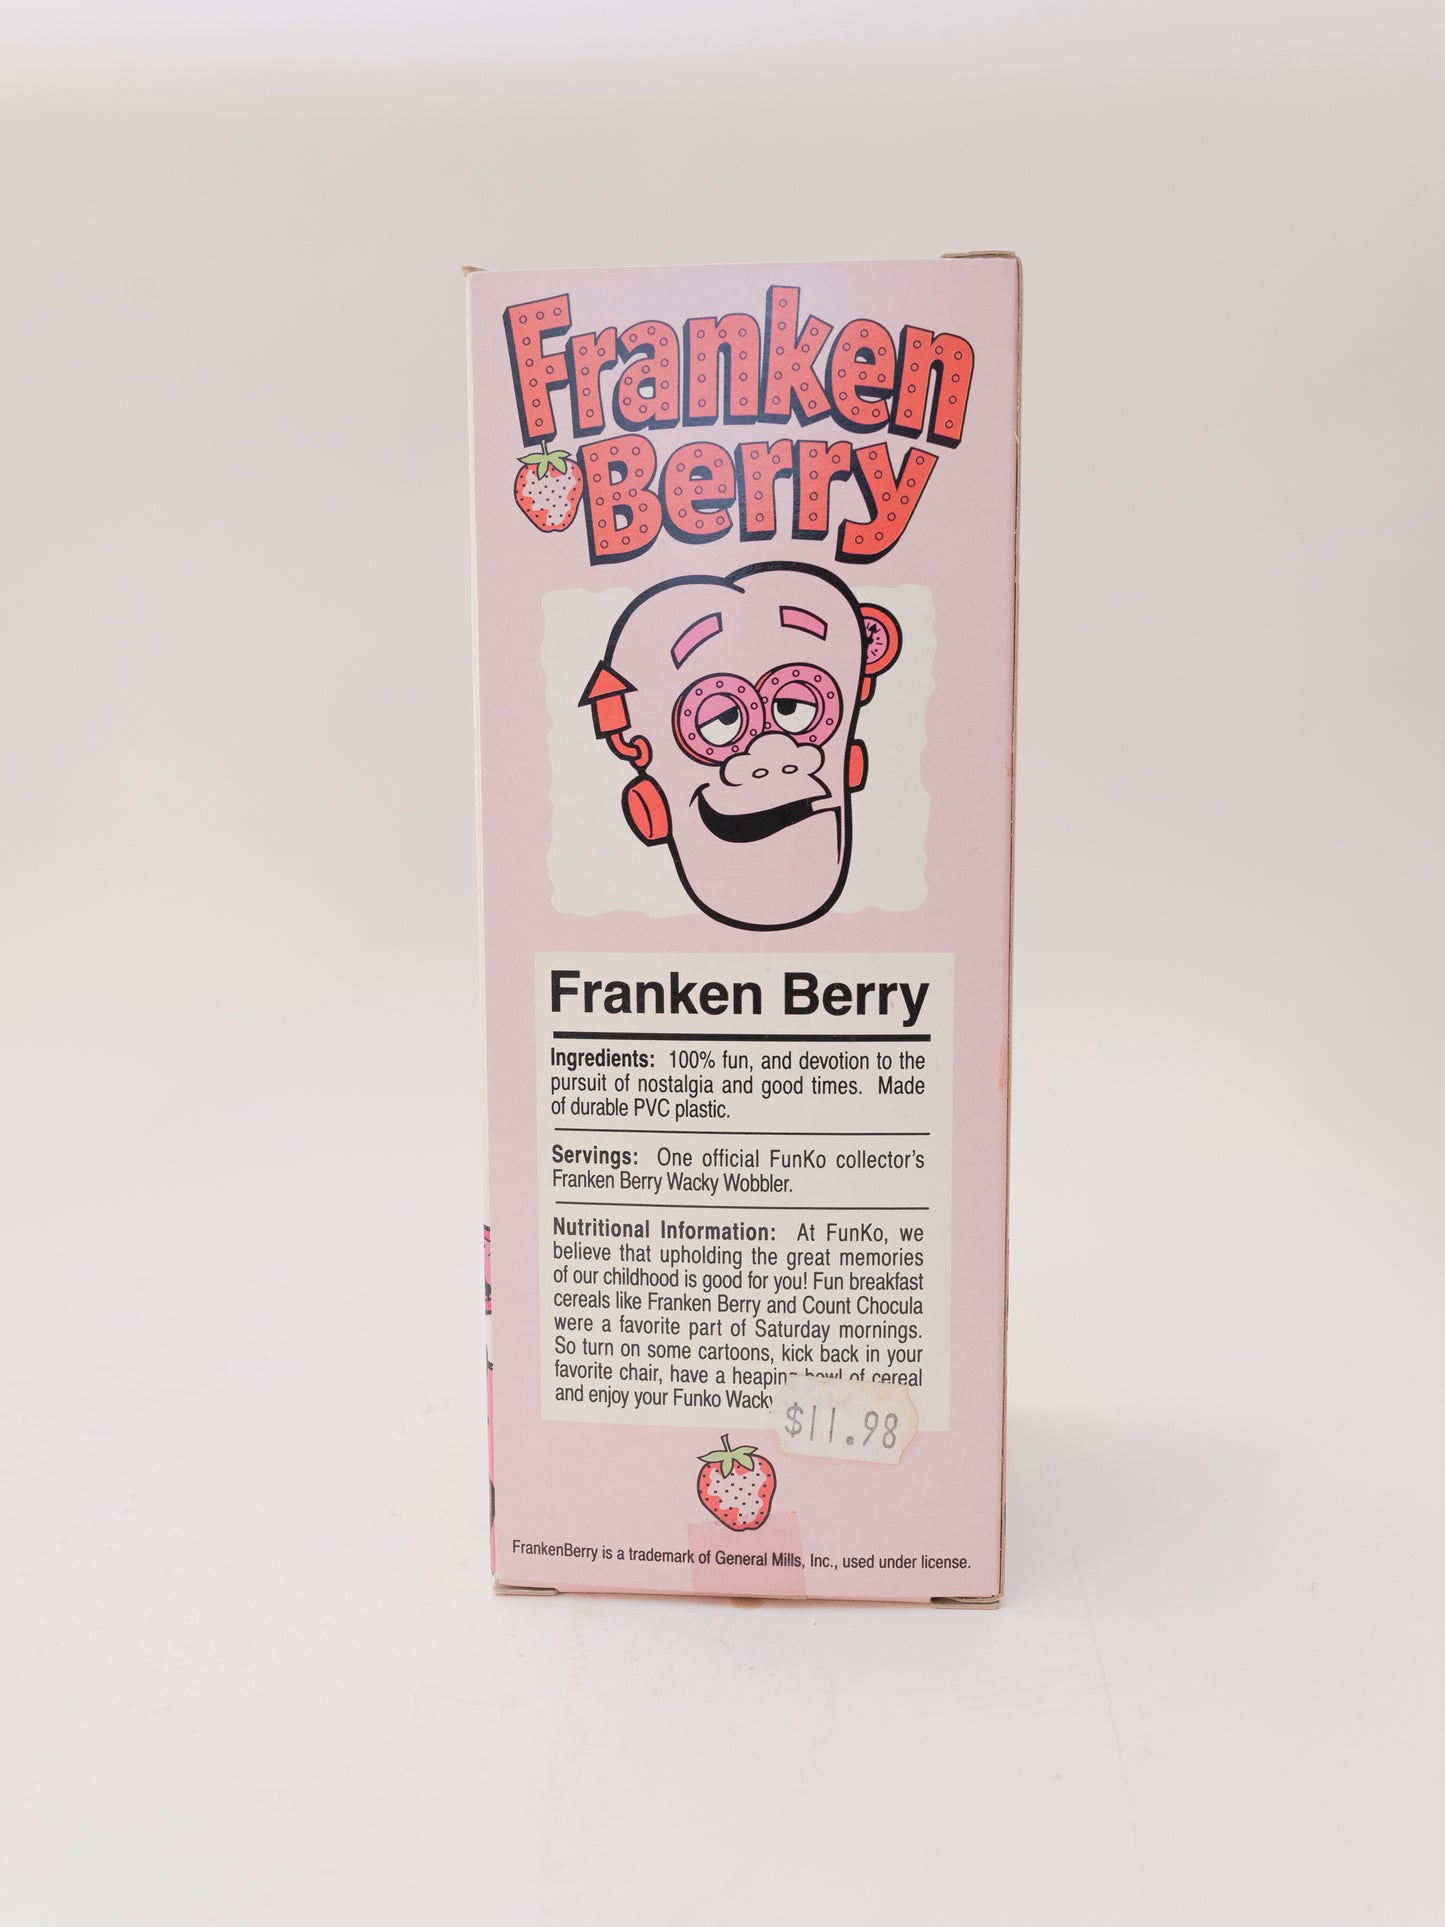 Franken
Berry
Franken Berry
Ingredients: 100% fun, and devotion to the
pursuit of nostalgia and good times. Made
of durable PVC plastic.
Servings: One official FunKo collector's
Franken Berry Wacky Wobbler.
Nutritional Information: At FunKo, we
believe that upholding the great memories
of our childhood is good for you! Fun breakfast
cereals like Franken Berry and Count Chocula
were a favorite part of Saturday mornings.
So turn on some cartoons, kick back in your
favorite chair, have a heaping bowl of cereal
and enjoy your Funko Wacky
$11.98
FrankenBerry is a trademark of General Mills, Inc., used under license.